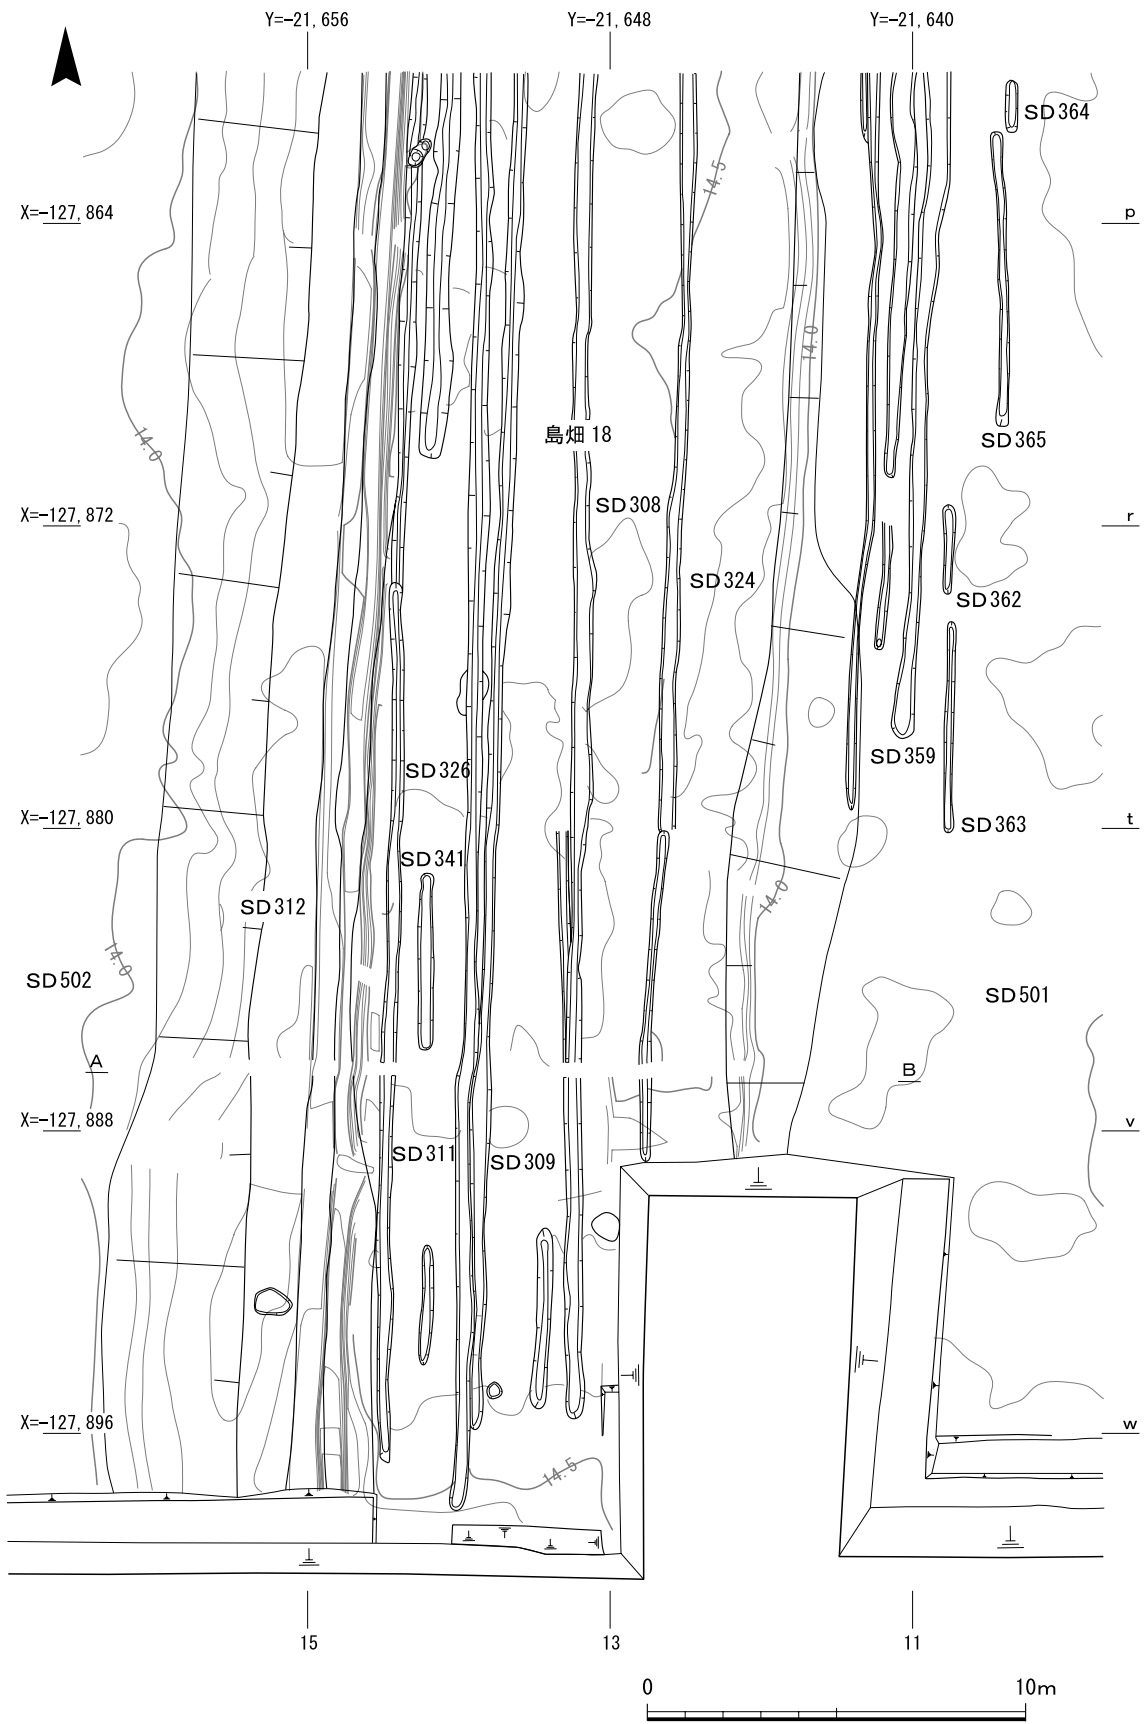 Y=-21,656
Y=-21,648
Y=-21,640
SD364
14.5
X=-127,864
p
14.0
14.0
島畑 18
SD365
SD308
X=-127,872
r
SD324
SD362
SD326
SD359
X=-127,880
t
SD363
SD341
14.0
SD312
14.0
SD502
SD501
A
B
X=-127,888
v
SD311
SD309
X=-127,896
w
14.5
15
13
11
0
10m